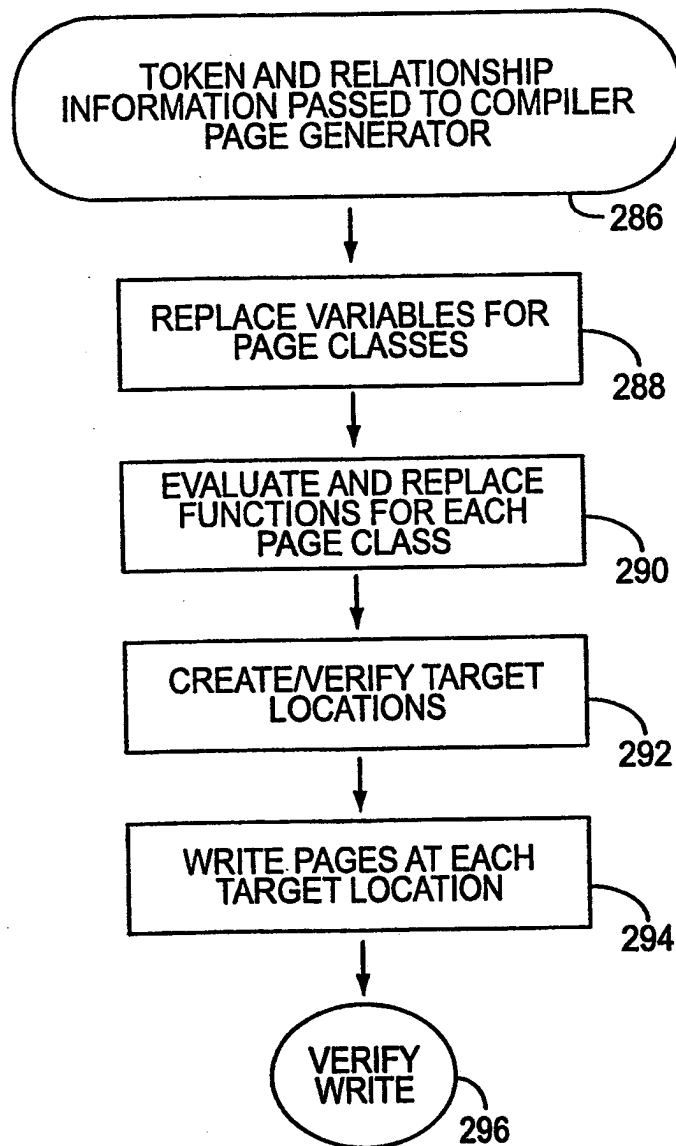 TOKEN AND RELATIONSHIP
INFORMATION PASSED TO COMPILER
PAGE GENERATOR
286
REPLACE VARIABLES FOR
PAGE CLASSES
288
EVALUATE AND REPLACE
FUNCTIONS FOR EACH
PAGE CLASS
290
CREATE/VERIFY TARGET
LOCATIONS
292
WRITE PAGES AT EACH
TARGET LOCATION
294
VERIFY
WRITE
296